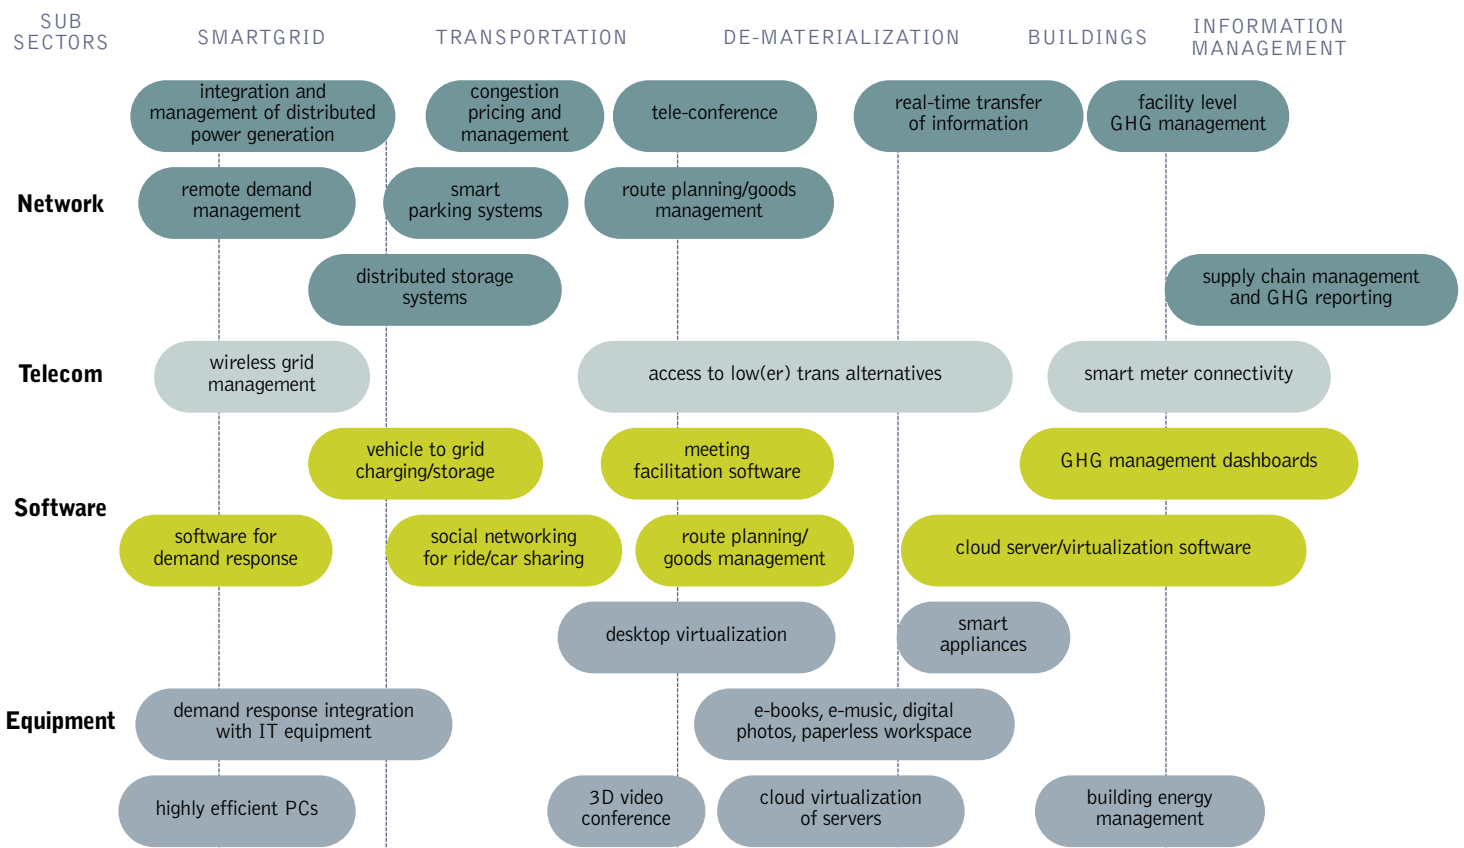 SUB
SECTORS
SMARTGRID
TRANSPORTATION
DE-MATERIALIZATION
BUILDINGS
INFORMATION
MANAGEMENT
integration and
management of distributed
power generation
congestion
pricing and
management
tele-conference
real-time transfer
of information
facility level
GHG management
Network
remote demand
management
smart
parking systems
route planning/goods
management
distributed storage
systems
supply chain management
and GHG reporting
Telecom
wireless grid
management
access to low(er) trans alternatives
smart meter connectivity
Software
vehicle to grid
charging/storage
meeting
facilitation software
GHG management dashboards
software for
demand response
social networking
for ride/car sharing
route planning/
goods management
cloud server/virtualization software
desktop virtualization
smart
appliances
Equipment
demand response integration
with IT equipment
e-books, e-music, digital
photos, paperless workspace
highly efficient PCs
3D video
conference
cloud virtualization
of servers
building energy
management